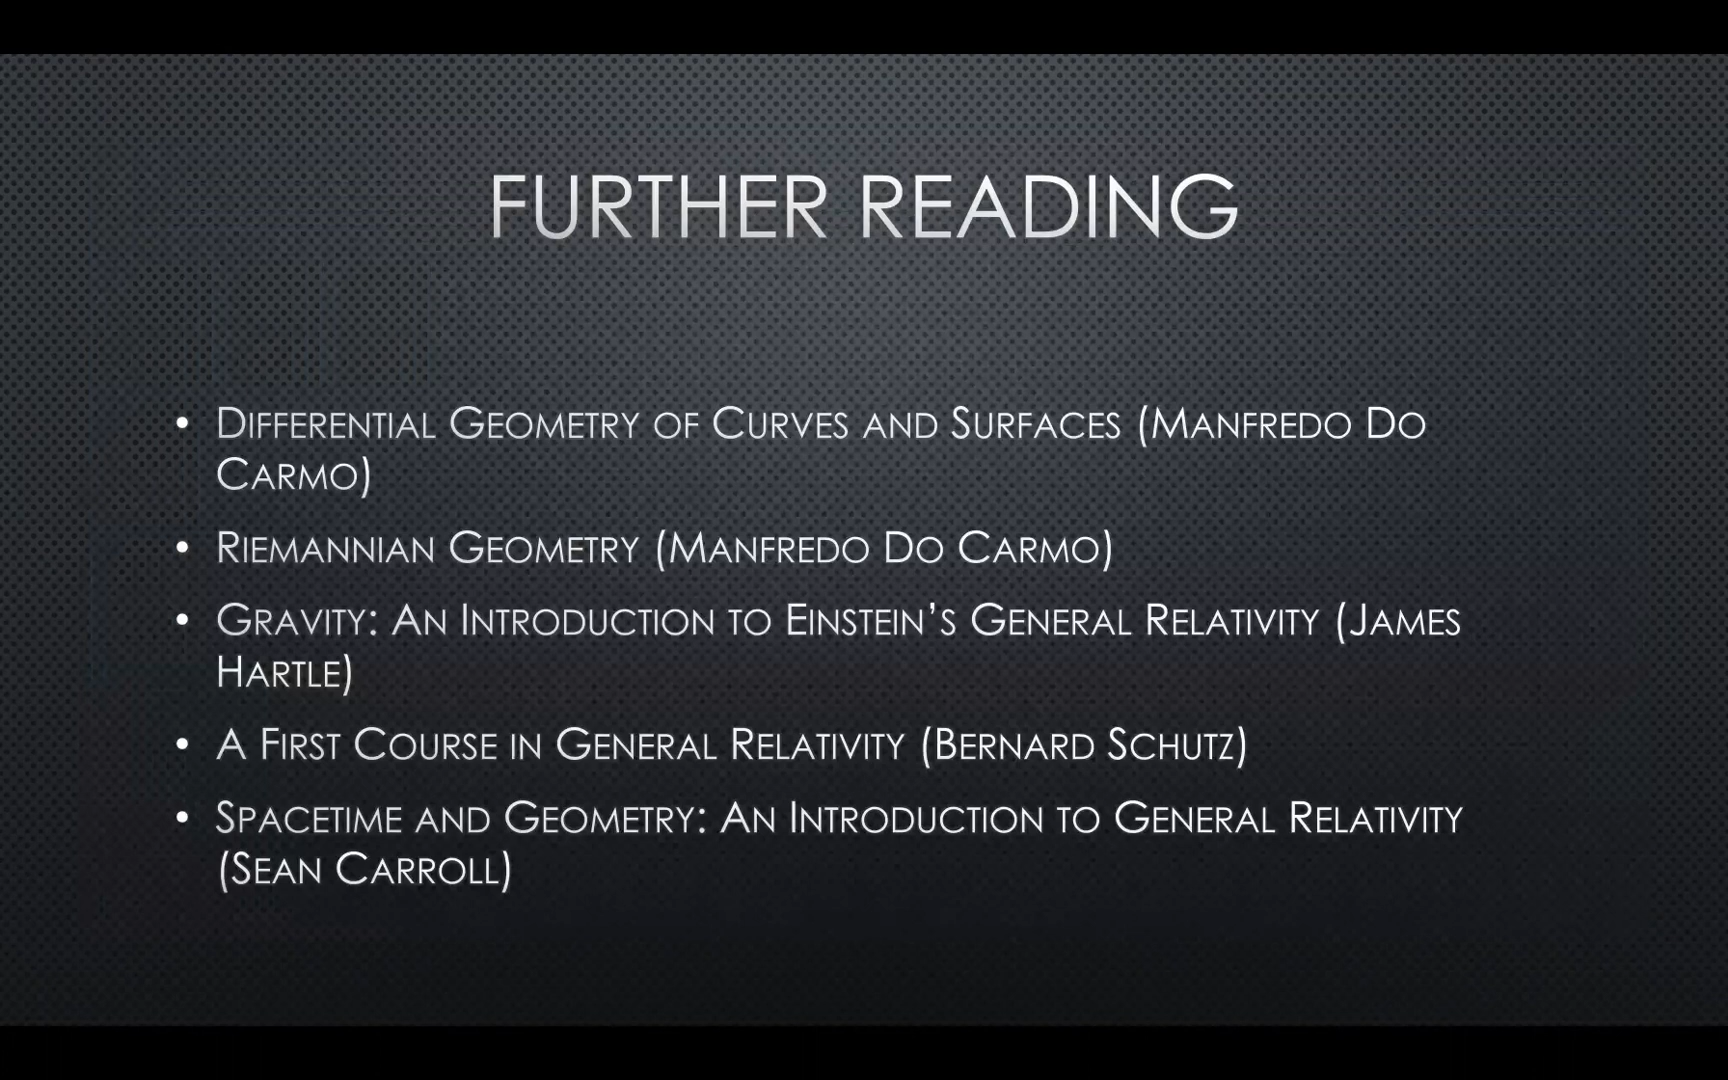 FURTHER READING
• DIFFERENTIAL GEOMETRY OF CURVES AND SURFACES (MANFREDO DO
CARMO)
• RIEMANNIAN GEOMETRY (MANFREDO DO CARMO)
• GRAVITY: AN INTRODUCTION TO EINSTEIN’S GENERAL RELATIVITY (JAMES
HARTLE)
• A FIRST COURSE IN GENERAL RELATIVITY (BERNARD SCHUTZ)
• SPACETIME AND GEOMETRY: AN INTRODUCTION TO GENERAL RELATIVITY
(SEAN CARROLL)